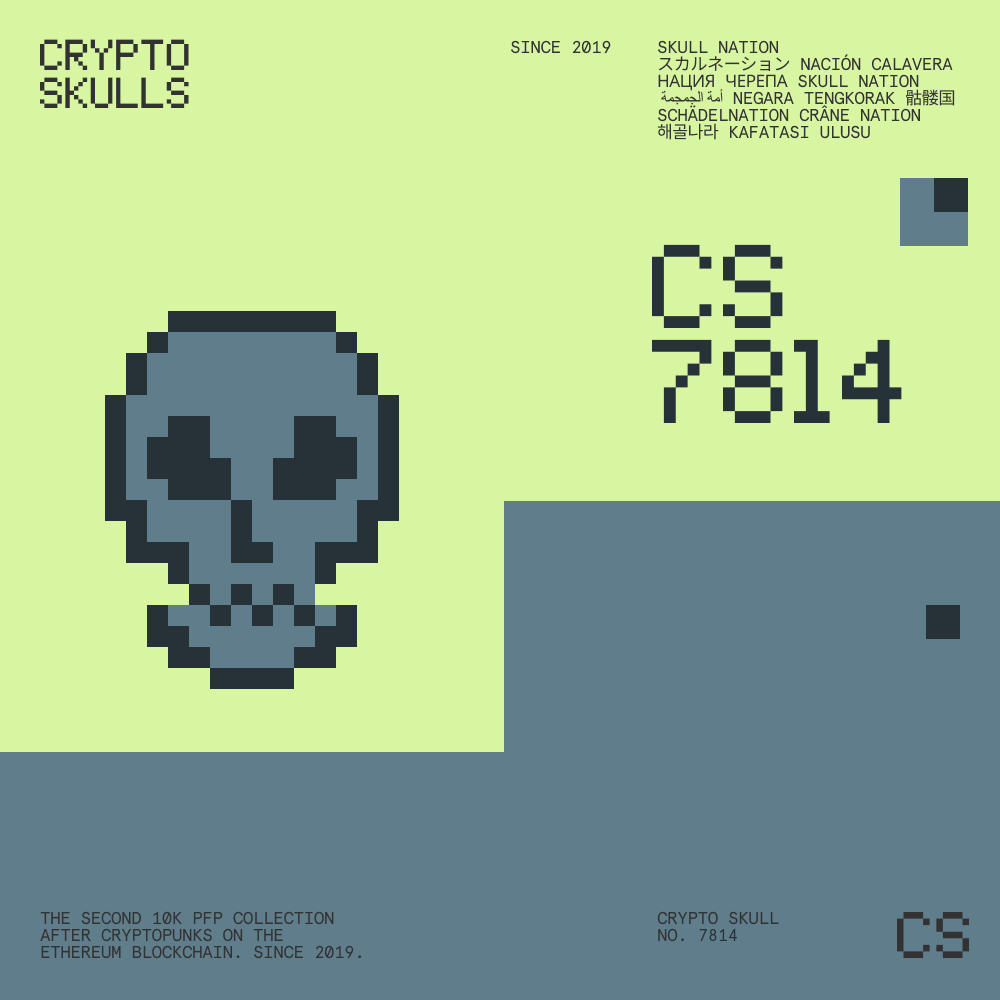 CRYPTO
SKULLS
SINCE 2019
SKULL NATION
スカルネーション NACIÓN CALAVERA
НАЦИЯ ЧЕРЕПА SKULL NATION
أمة الجمجمة NEGARA TENGKORAK 骷髅国
SCHÄDELNATION CRÂNE NATION
해골나라 KAFATASI ULUSU
CS
7814
THE SECOND 10K PFP COLLECTION
AFTER CRYPTOPUNKS ON THE
ETHEREUM BLOCKCHAIN. SINCE 2019.
CRYPTO SKULL
NO. 7814
CS